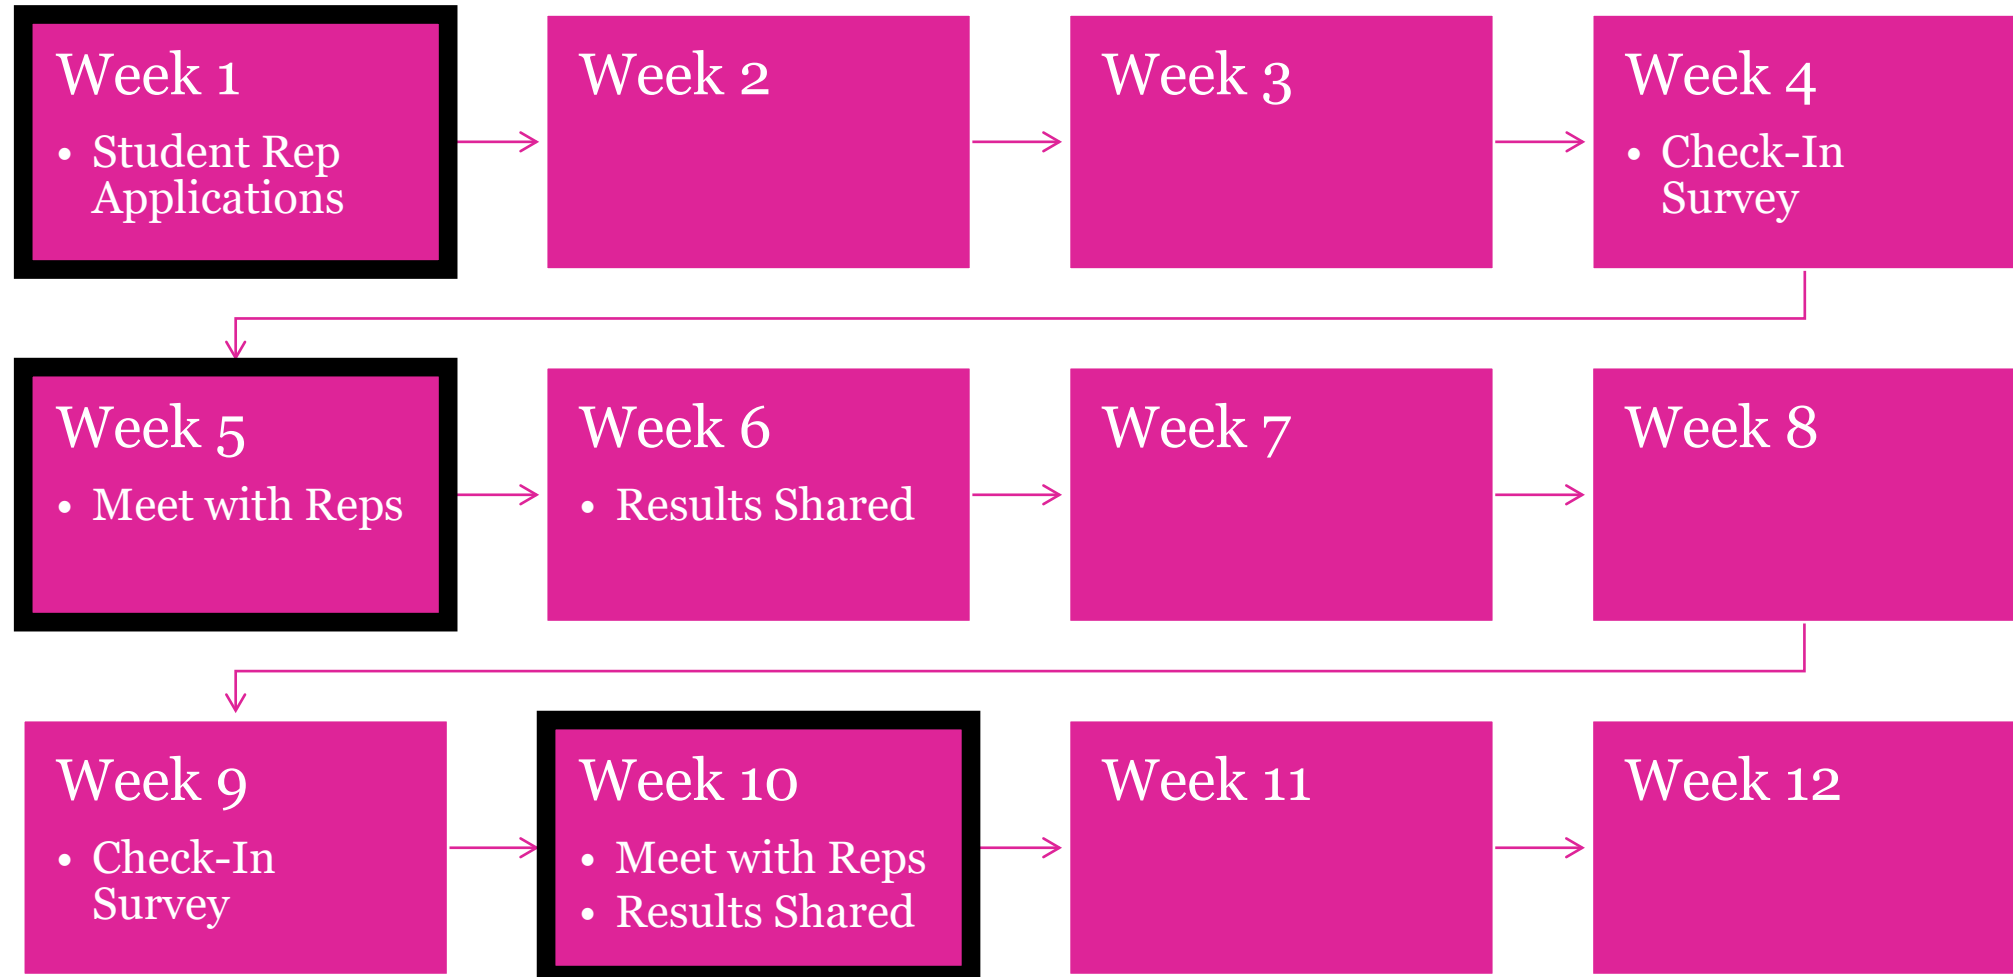 Week 1
• Student Rep
Applications
Week 2
Week 3
Week 4
• Check-In
Survey
Week 5
• Meet with Reps
Week 6
• Results Shared
Week 7
Week 8
Week 9
• Check-In
Survey
Week 10
• Meet with Reps
• Results Shared
Week 11
Week 12